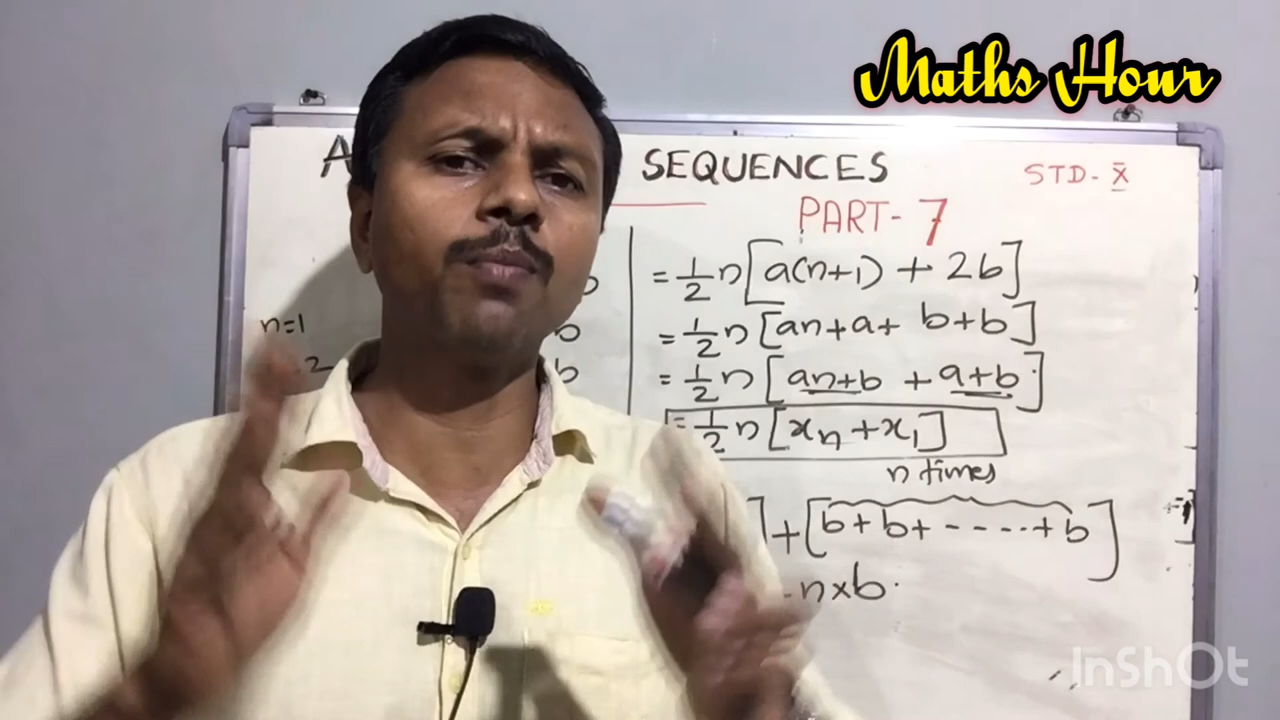 Maths Hour
A SEQUENCES
STD- X
PART- 7
= 1/2 n [a(n+1) + 2b]
n=1 b
= 1/2 n [an+a+ b+b]
2 b
= 1/2 n [an+b + a+b]
= 1/2 n [xₙ + x₁]
n times
] + [b+b+ -----+b]
n×b.
InShOt